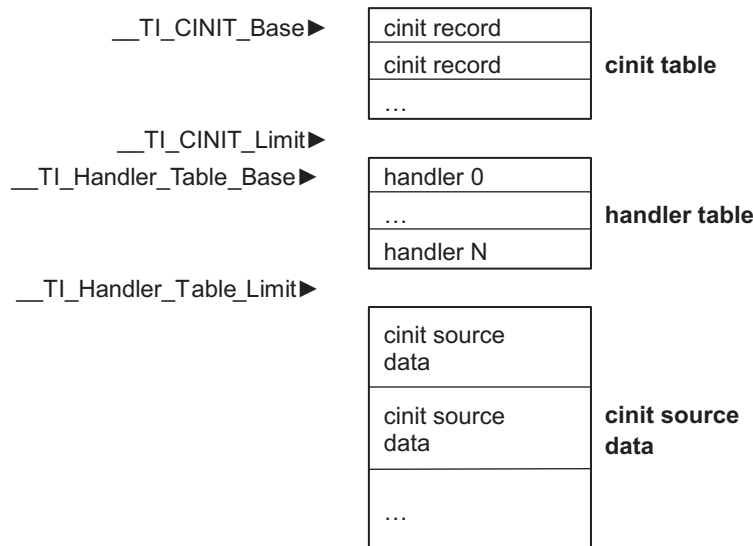 __TI_CINIT_Base►
cinit record
cinit record
cinit table
…
__TI_CINIT_Limit►
__TI_Handler_Table_Base►
handler 0
…
handler table
handler N
__TI_Handler_Table_Limit►
cinit source
data
cinit source
data
cinit source
data
…